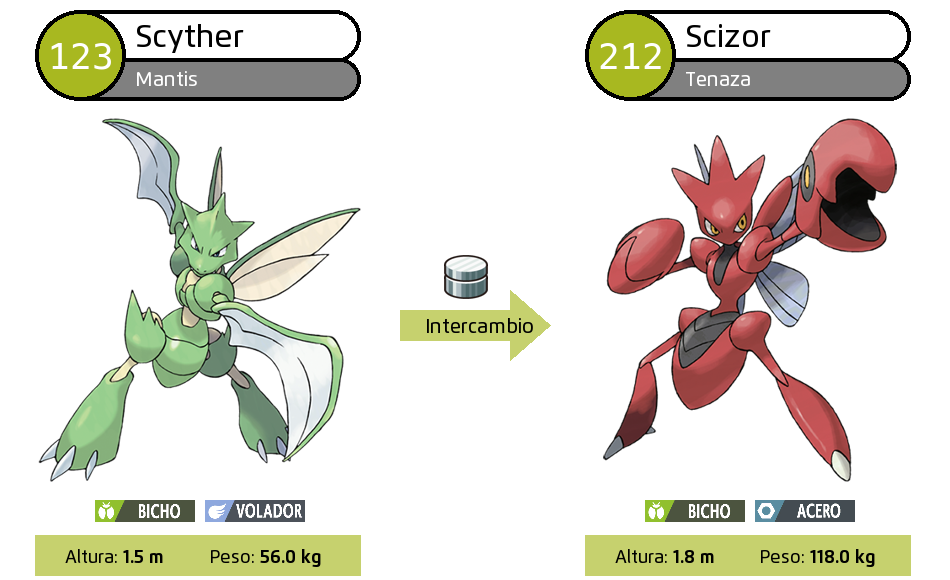 123
Scyther
Mantis
212
Scizor
Tenaza
Intercambio
BICHO
VOLADOR
BICHO
ACERO
Altura: 1.5 m
Peso: 56.0 kg
Altura: 1.8 m
Peso: 118.0 kg